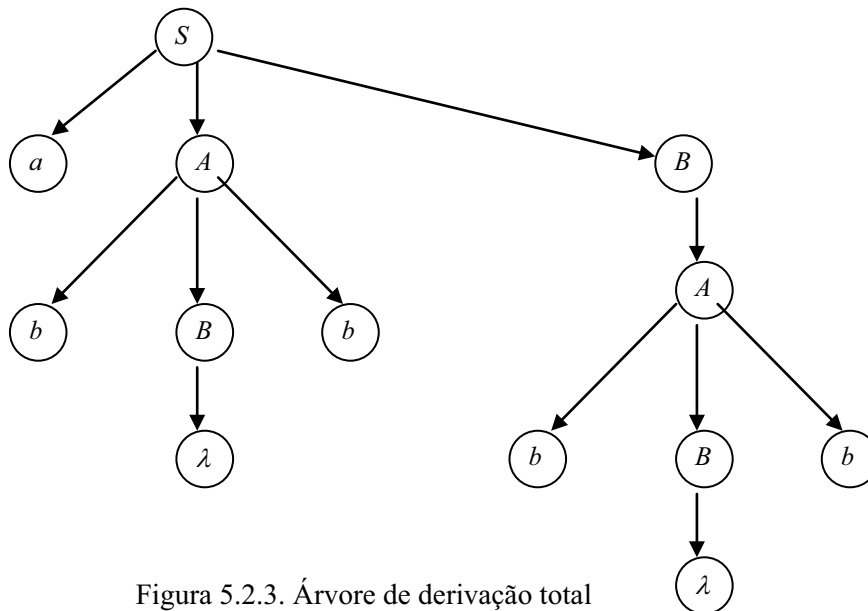 S
a A B
A
b B b
λ b B b
Figura 5.2.3. Árvore de derivação total λ